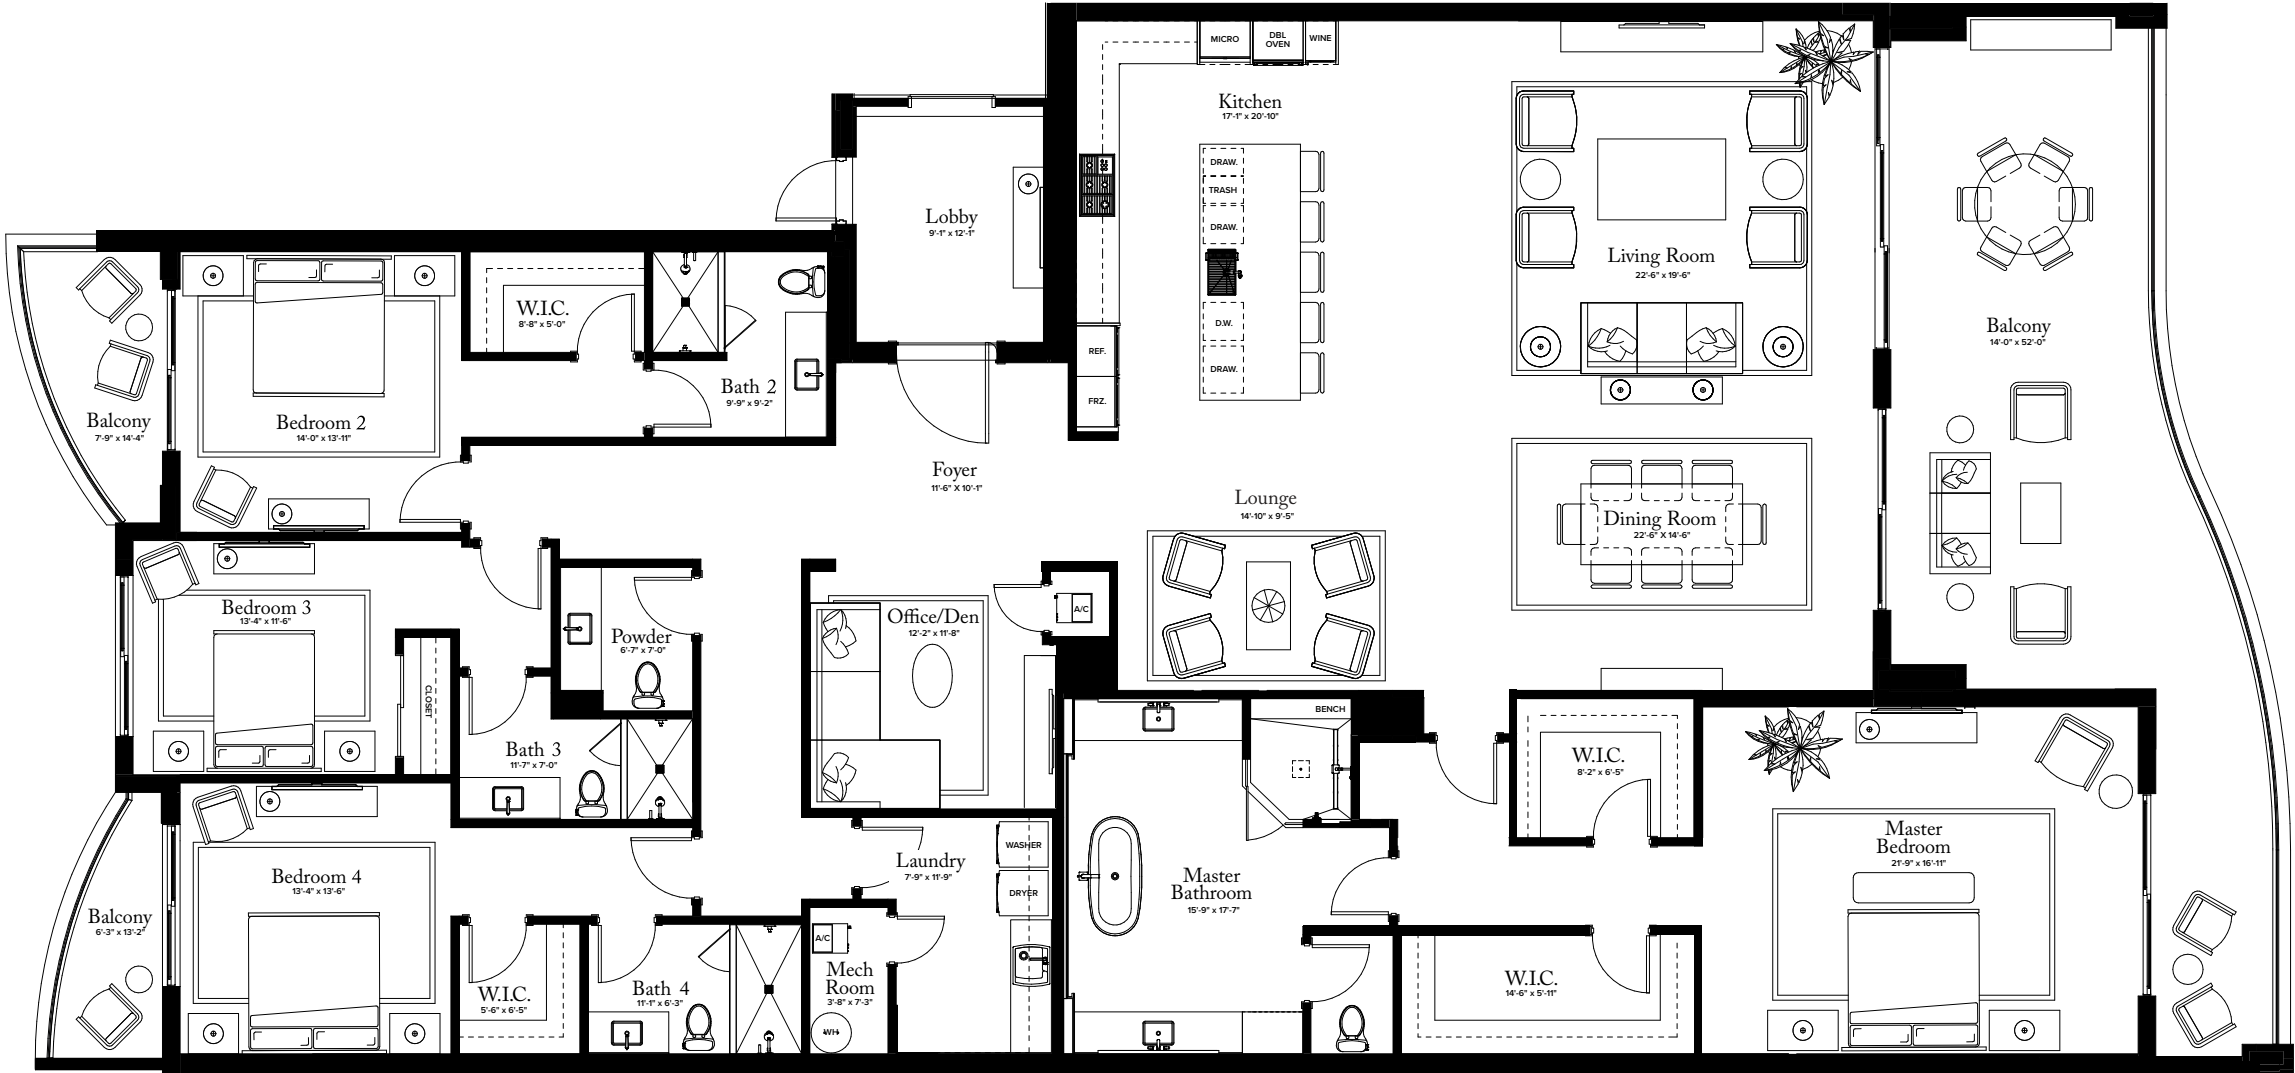 MICRO
DBL
OVEN
WINE
Kitchen
17'-1" x 20'-10"
DRAW.
TRASH
DRAW.
D.W.
DRAW.
REF.
FRZ.
Lobby
9'-1" x 12'-1"
Living Room
22'-6" x 19'-6"
Balcony
14'-0" x 52'-0"
W.I.C.
8'-8" x 5'-0"
Bath 2
9'-9" x 9'-2"
Balcony
7'-9" x 14'-4"
Bedroom 2
14'-0" x 13'-11"
Foyer
11'-6" X 10'-1"
Lounge
14'-10" x 9'-5"
Dining Room
22'-6" X 14'-6"
Bedroom 3
13'-4" x 11'-6"
CLOSET
Powder
6'-7" x 7'-0"
Office/Den
12'-2" x 11'-8"
A/C
Bath 3
11'-7" x 7'-0"
BENCH
W.I.C.
8'-2" x 6'-5"
Master
Bedroom
21'-9" x 16'-11"
Bedroom 4
13'-4" x 13'-6"
Laundry
7'-9" x 11'-9"
WASHER
DRYER
Master
Bathroom
15'-9" x 17'-7"
Balcony
6'-3" x 13'-2"
W.I.C.
5'-6" x 6'-5"
Bath 4
11'-1" x 6'-3"
A/C
Mech
Room
3'-8" x 7'-3"
WH
W.I.C.
14'-6" x 5'-11"